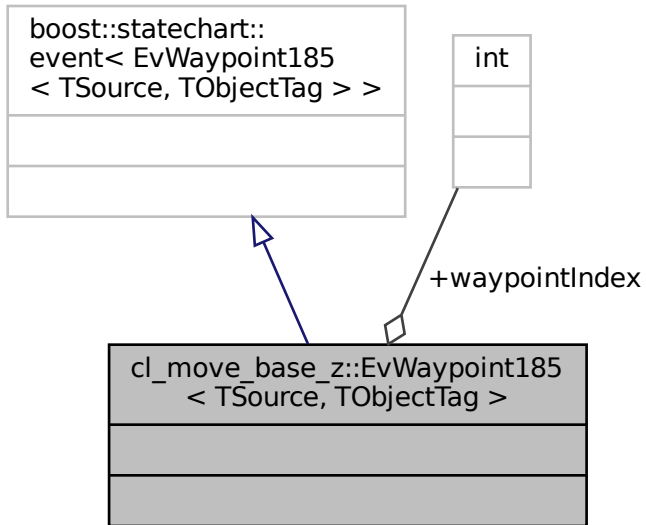 boost::statechart::
event< EvWaypoint185
< TSource, TObjectTag > >
int
+waypointIndex
cl_move_base_z::EvWaypoint185
< TSource, TObjectTag >